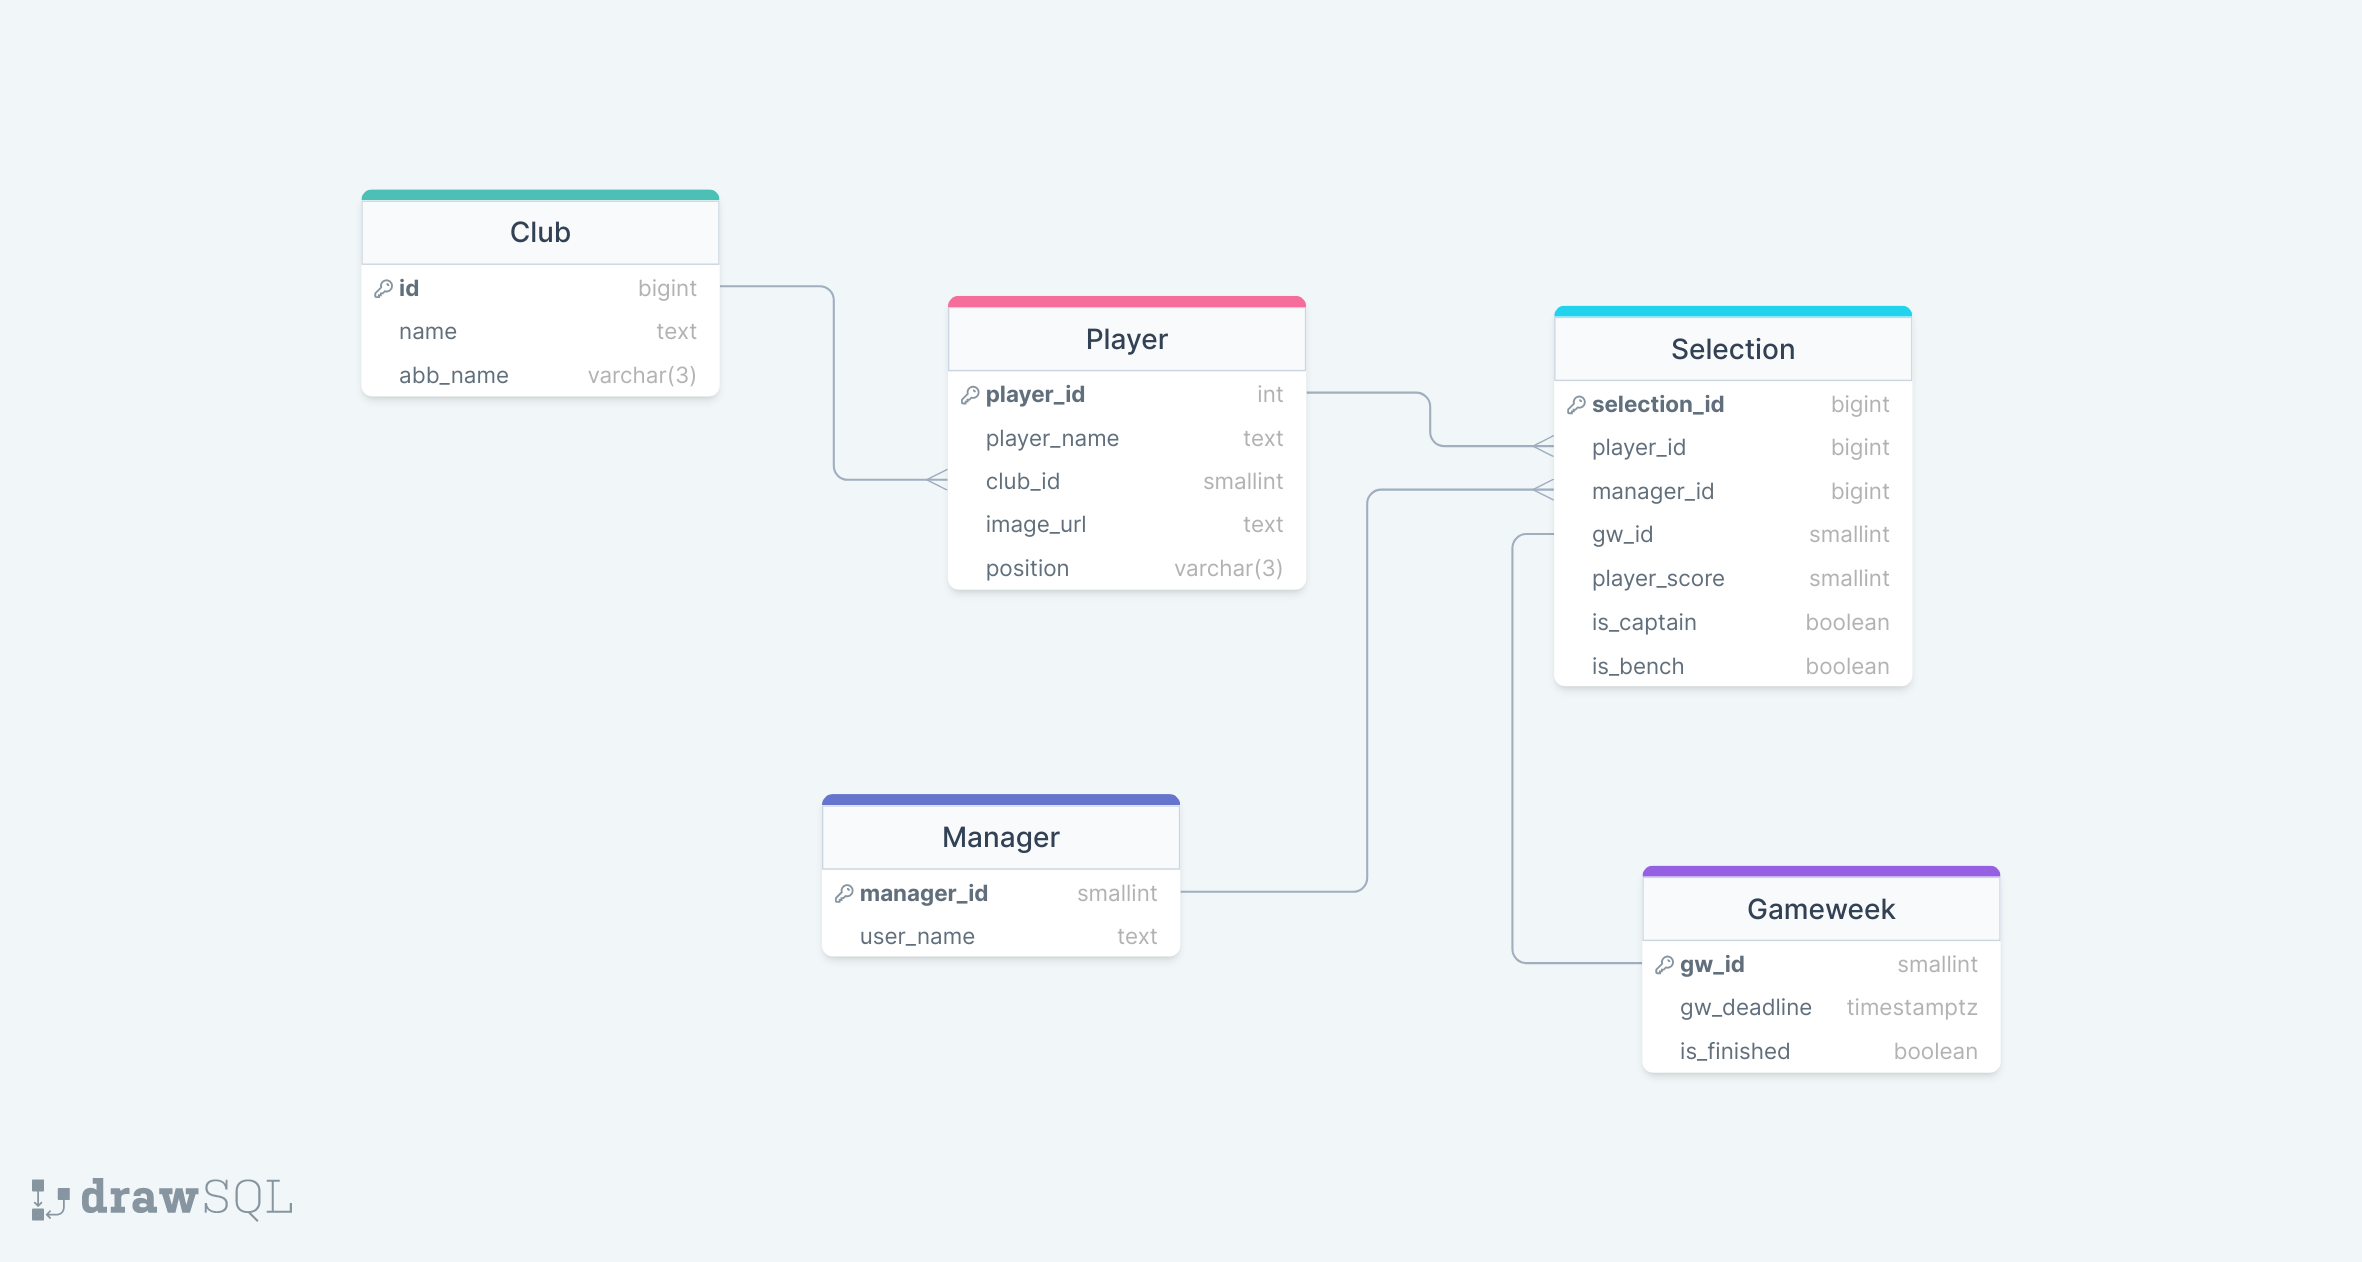 Club
id bigint
name text
abb_name varchar(3)
Player
player_id int
player_name text
club_id smallint
image_url text
position varchar(3)
Selection
selection_id bigint
player_id bigint
manager_id bigint
gw_id smallint
player_score smallint
is_captain boolean
is_bench boolean
Manager
manager_id smallint
user_name text
Gameweek
gw_id smallint
gw_deadline timestamptz
is_finished boolean
drawSQL